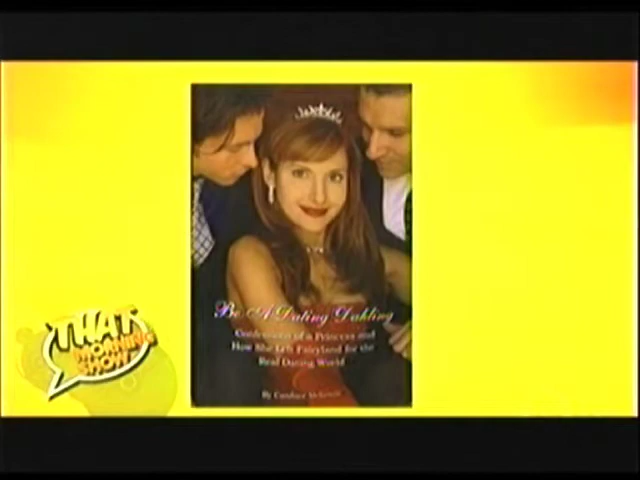 Be A Dating Dahling
Confessions of a Princess and
How She Left Fairyland for the
Real Dating World
By Candace
THAT
MORNING
SHOW